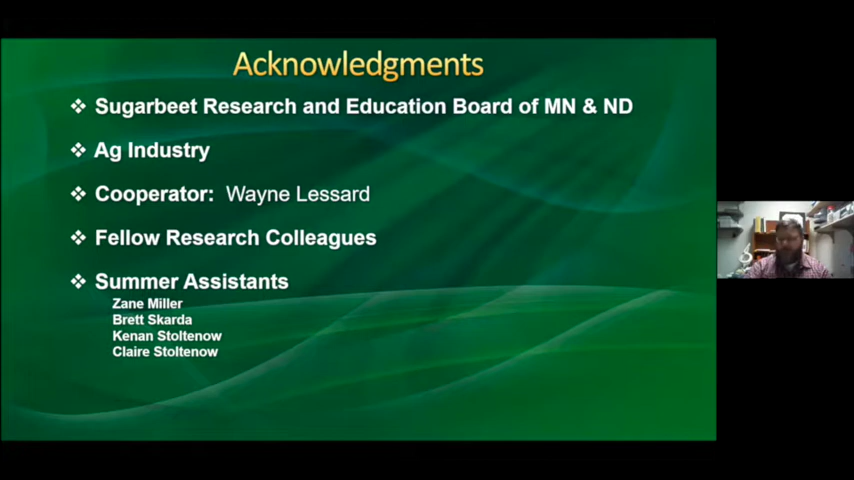 Acknowledgments
❖ Sugarbeet Research and Education Board of MN & ND
❖ Ag Industry
❖ Cooperator: Wayne Lessard
❖ Fellow Research Colleagues
❖ Summer Assistants
Zane Miller
Brett Skarda
Kenan Stoltenow
Claire Stoltenow